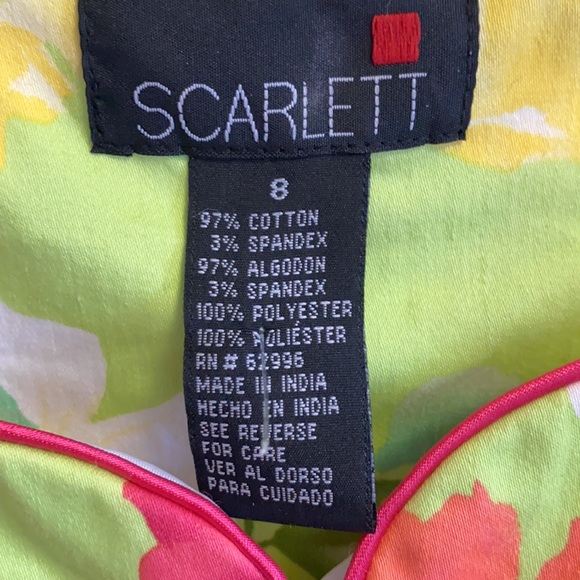 SCARLETT
8
97% COTTON
3% SPANDEX
97% ALGODON
3% SPANDEX
100% POLYESTER
100% POLIÉSTER
RN # 62996
MADE IN INDIA
HECHO EN INDIA
SEE REVERSE
FOR CARE
VER AL DORSO
PARA CUIDADO